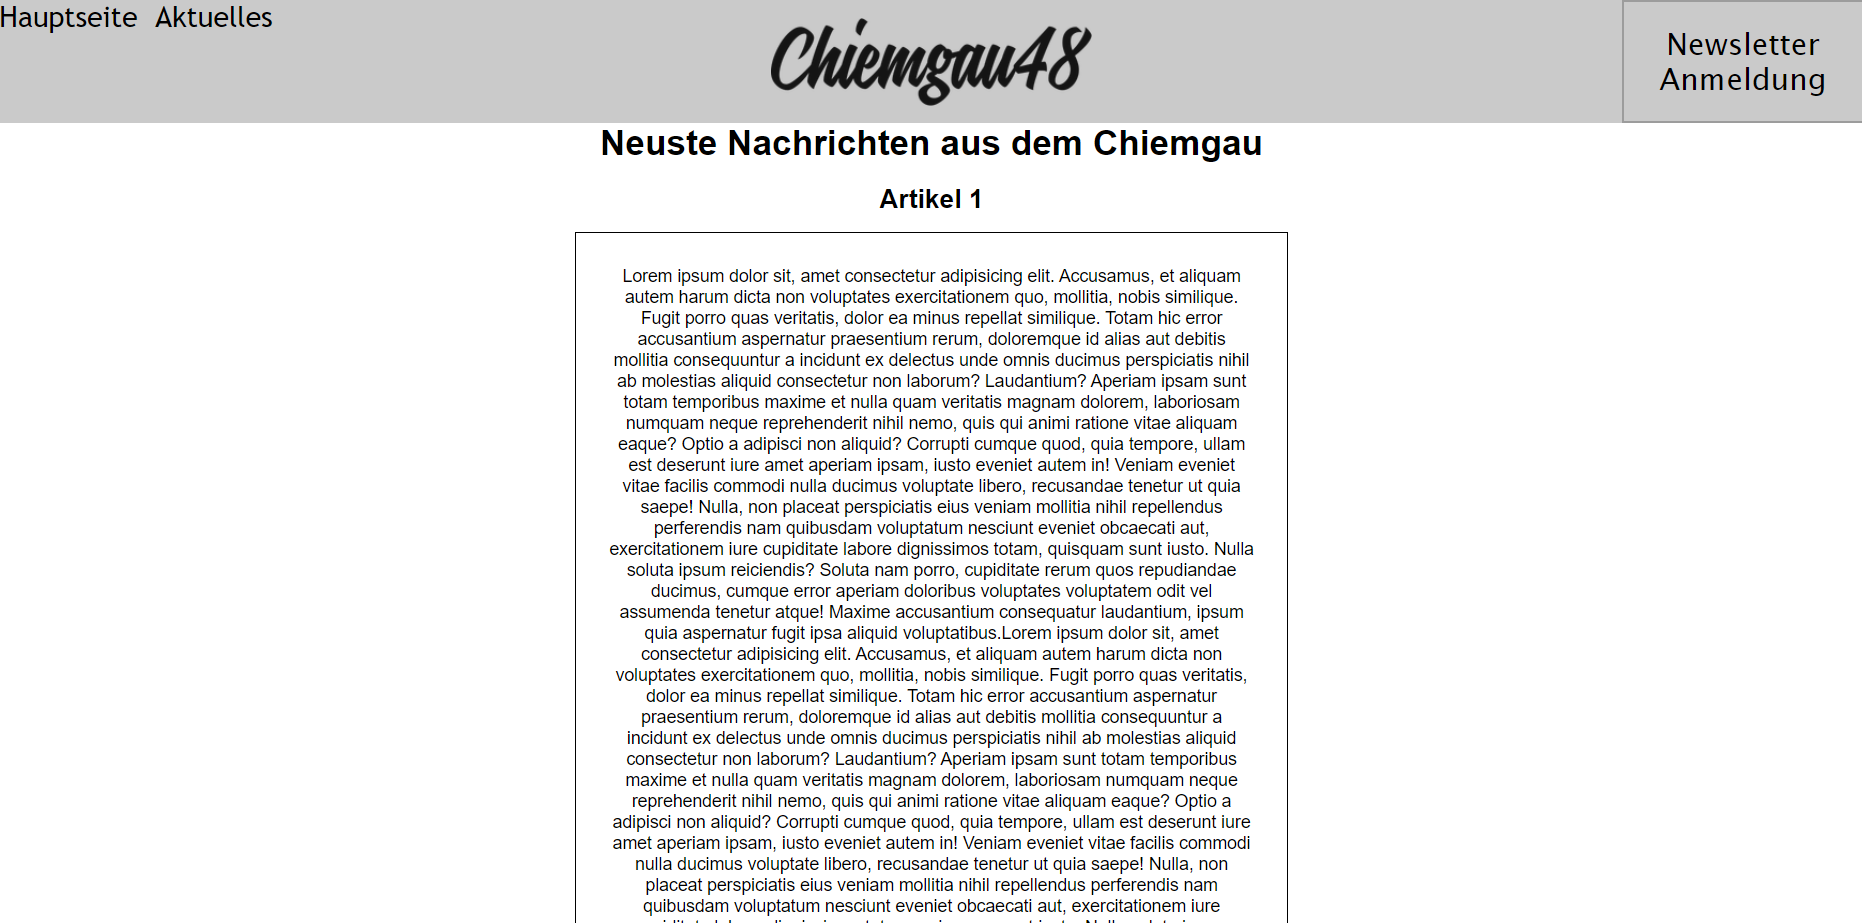 Hauptseite Aktuelles
Chiemgau48
Newsletter
Anmeldung
Neuste Nachrichten aus dem Chiemgau
Artikel 1
Lorem ipsum dolor sit, amet consectetur adipisicing elit. Accusamus, et aliquam
autem harum dicta non voluptates exercitationem quo, mollitia, nobis similique.
Fugit porro quas veritatis, dolor ea minus repellat similique. Totam hic error
accusantium aspernatur praesentium rerum, doloremque id alias aut debitis
mollitia consequuntur a incidunt ex delectus unde omnis ducimus perspiciatis nihil
ab molestias aliquid consectetur non laborum? Laudantium? Aperiam ipsam sunt
totam temporibus maxime et nulla quam veritatis magnam dolorem, laboriosam
numquam neque reprehenderit nihil nemo, quis qui animi ratione vitae aliquam
eaque? Optio a adipisci non aliquid? Corrupti cumque quod, quia tempore, ullam
est deserunt iure amet aperiam ipsam, iusto eveniet autem in! Veniam eveniet
vitae facilis commodi nulla ducimus voluptate libero, recusandae tenetur ut quia
saepe! Nulla, non placeat perspiciatis eius veniam mollitia nihil repellendus
perferendis nam quibusdam voluptatum nesciunt eveniet obcaecati aut,
exercitationem iure cupiditate labore dignissimos totam, quisquam sunt iusto. Nulla
soluta ipsum reiciendis? Soluta nam porro, cupiditate rerum quos repudiandae
ducimus, cumque error aperiam doloribus voluptates voluptatem odit vel
assumenda tenetur atque! Maxime accusantium consequatur laudantium, ipsum
quia aspernatur fugit ipsa aliquid voluptatibus.Lorem ipsum dolor sit, amet
consectetur adipisicing elit. Accusamus, et aliquam autem harum dicta non
voluptates exercitationem quo, mollitia, nobis similique. Fugit porro quas veritatis,
dolor ea minus repellat similique. Totam hic error accusantium aspernatur
praesentium rerum, doloremque id alias aut debitis mollitia consequuntur a
incidunt ex delectus unde omnis ducimus perspiciatis nihil ab molestias aliquid
consectetur non laborum? Laudantium? Aperiam ipsam sunt totam temporibus
maxime et nulla quam veritatis magnam dolorem, laboriosam numquam neque
reprehenderit nihil nemo, quis qui animi ratione vitae aliquam eaque? Optio a
adipisci non aliquid? Corrupti cumque quod, quia tempore, ullam est deserunt iure
amet aperiam ipsam, iusto eveniet autem in! Veniam eveniet vitae facilis commodi
nulla ducimus voluptate libero, recusandae tenetur ut quia saepe! Nulla, non
placeat perspiciatis eius veniam mollitia nihil repellendus perferendis nam
quibusdam voluptatum nesciunt eveniet obcaecati aut, exercitationem iure